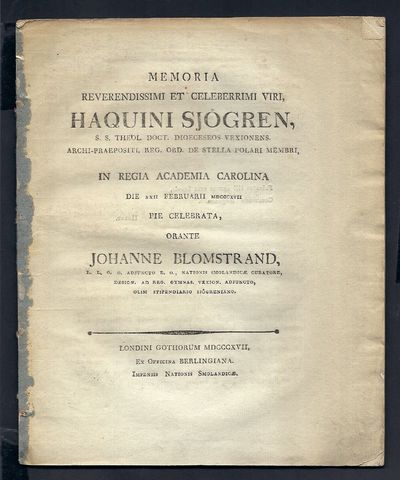 MEMORIA
REVERENDISSIMI ET CELEBERRIMI VIRI,
HAQUINI SJÖGREN,
S. S. THEOL. DOCT. DIOECESEOS VEXIONENS.
ARCHI-PRAEPOSITI, REG. ORD. DE STELLA POLARI MEMBRI,
IN REGIA ACADEMIA CAROLINA
DIE XXII FEBRUARII MDCCCXVII
PIE CELEBRATA,
ORANTE
JOHANNE BLOMSTRAND,
L. L. O. O. ADJUNCTO E. O., NATIONIS SMOLANDICÆ CURATORE,
DESIGN. AD REG. GYMNAS. VEXION. ADJUNCTO,
OLIM STIPENDIARIO SJÖGRENIANO.
LONDINI GOTHORUM MDCCCXVII,
EX OFFICINA BERLINGIANA.
IMPENSIS NATIONIS SMOLANDICÆ.